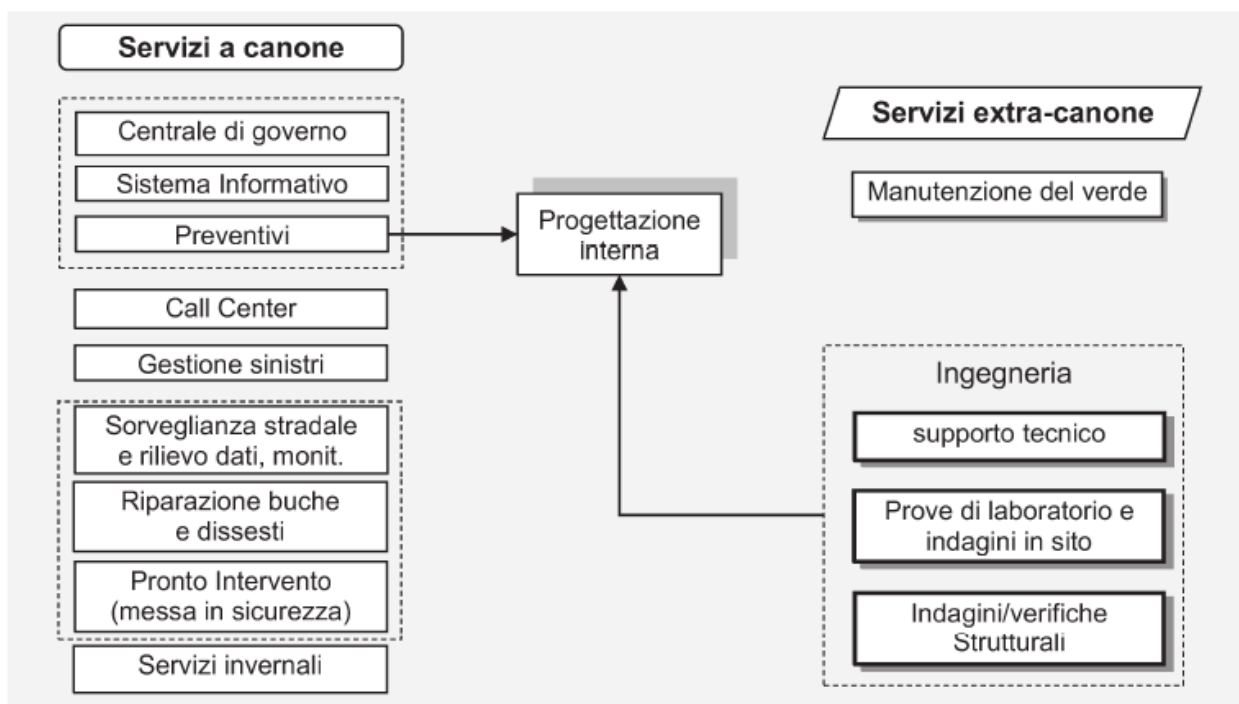 Servizi a canone
Centrale di governo
Sistema Informativo
Preventivi
Call Center
Gestione sinistri
Sorveglianza stradale
e rilievo dati, monit.
Riparazione buche
e dissesti
Pronto Intervento
(messa in sicurezza)
Servizi invernali
Progettazione
interna
Servizi extra-canone
Manutenzione del verde
Ingegneria
supporto tecnico
Prove di laboratorio e
indagini in sito
Indagini/verifiche
Strutturali